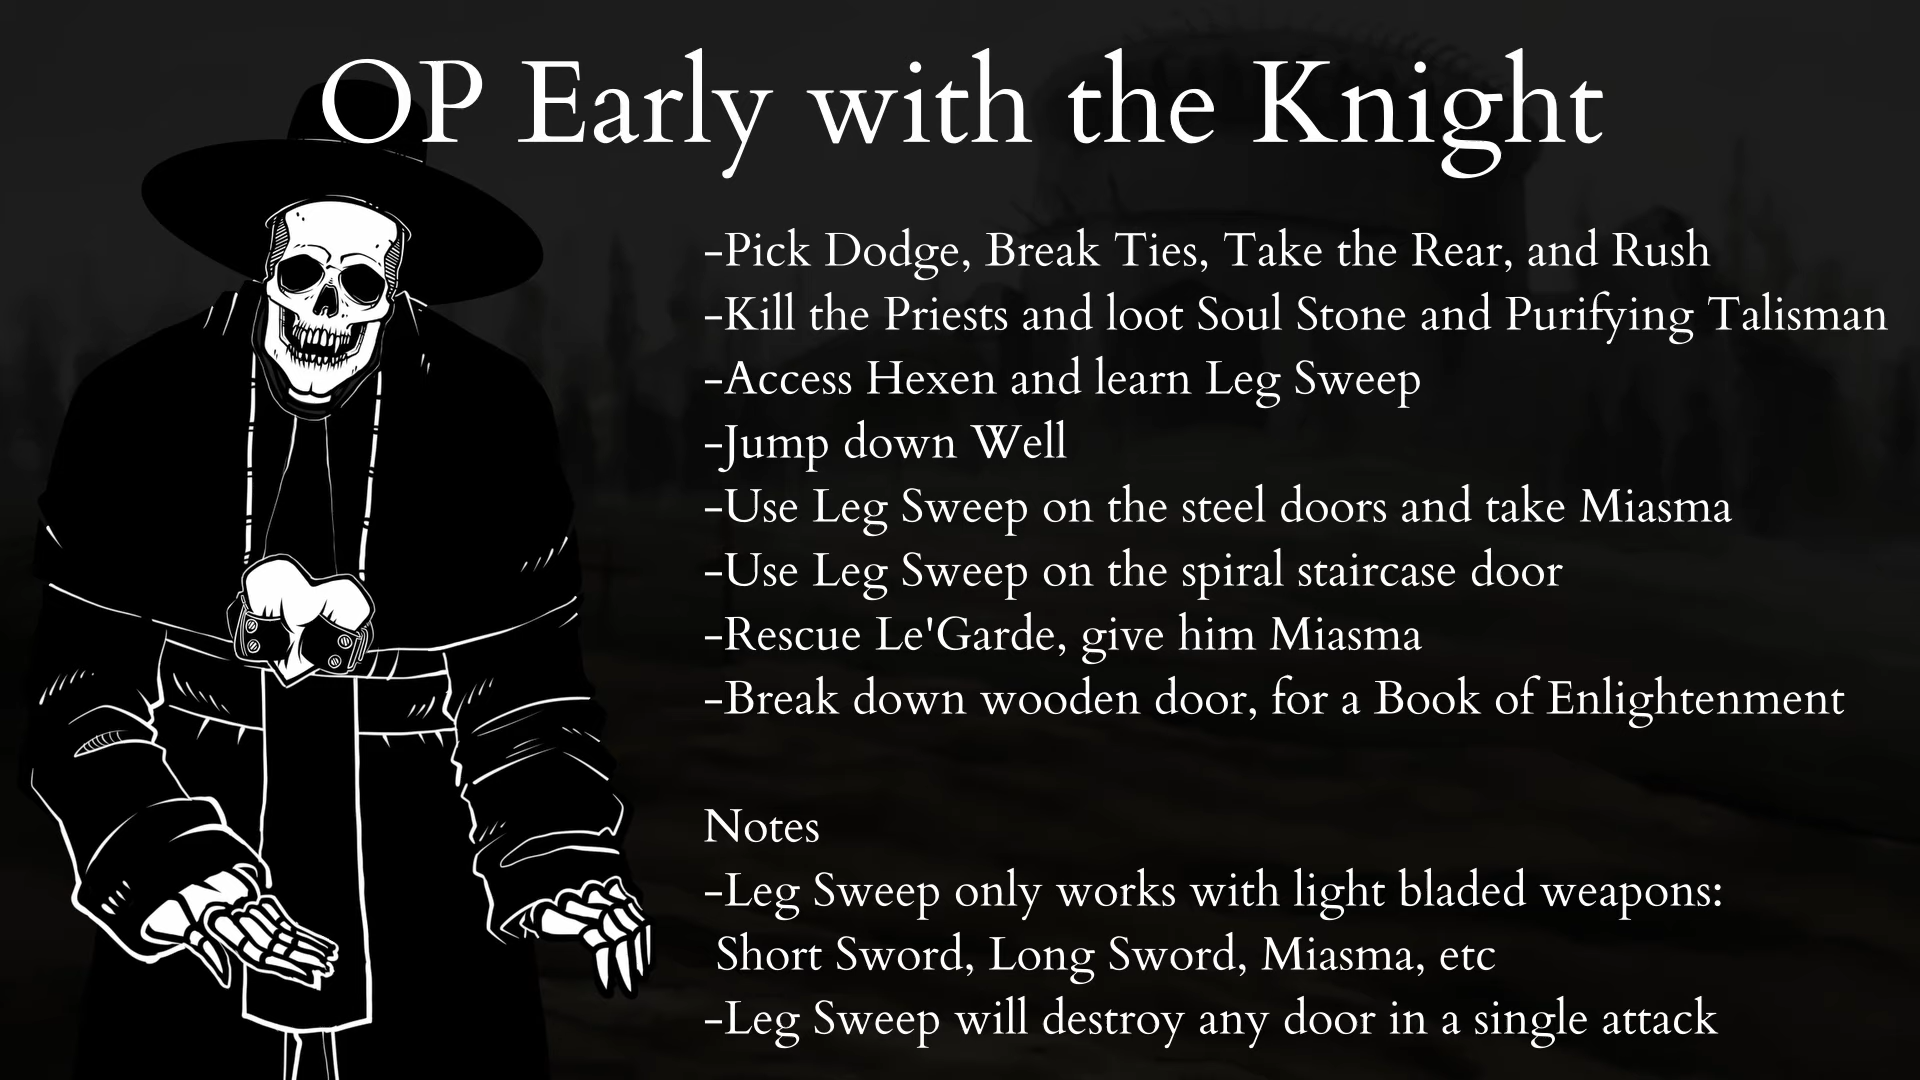 OP Early with the Knight
-Pick Dodge, Break Ties, Take the Rear, and Rush
-Kill the Priests and loot Soul Stone and Purifying Talisman
-Access Hexen and learn Leg Sweep
-Jump down Well
-Use Leg Sweep on the steel doors and take Miasma
-Use Leg Sweep on the spiral staircase door
-Rescue Le'Garde, give him Miasma
-Break down wooden door, for a Book of Enlightenment
Notes
-Leg Sweep only works with light bladed weapons:
Short Sword, Long Sword, Miasma, etc
-Leg Sweep will destroy any door in a single attack